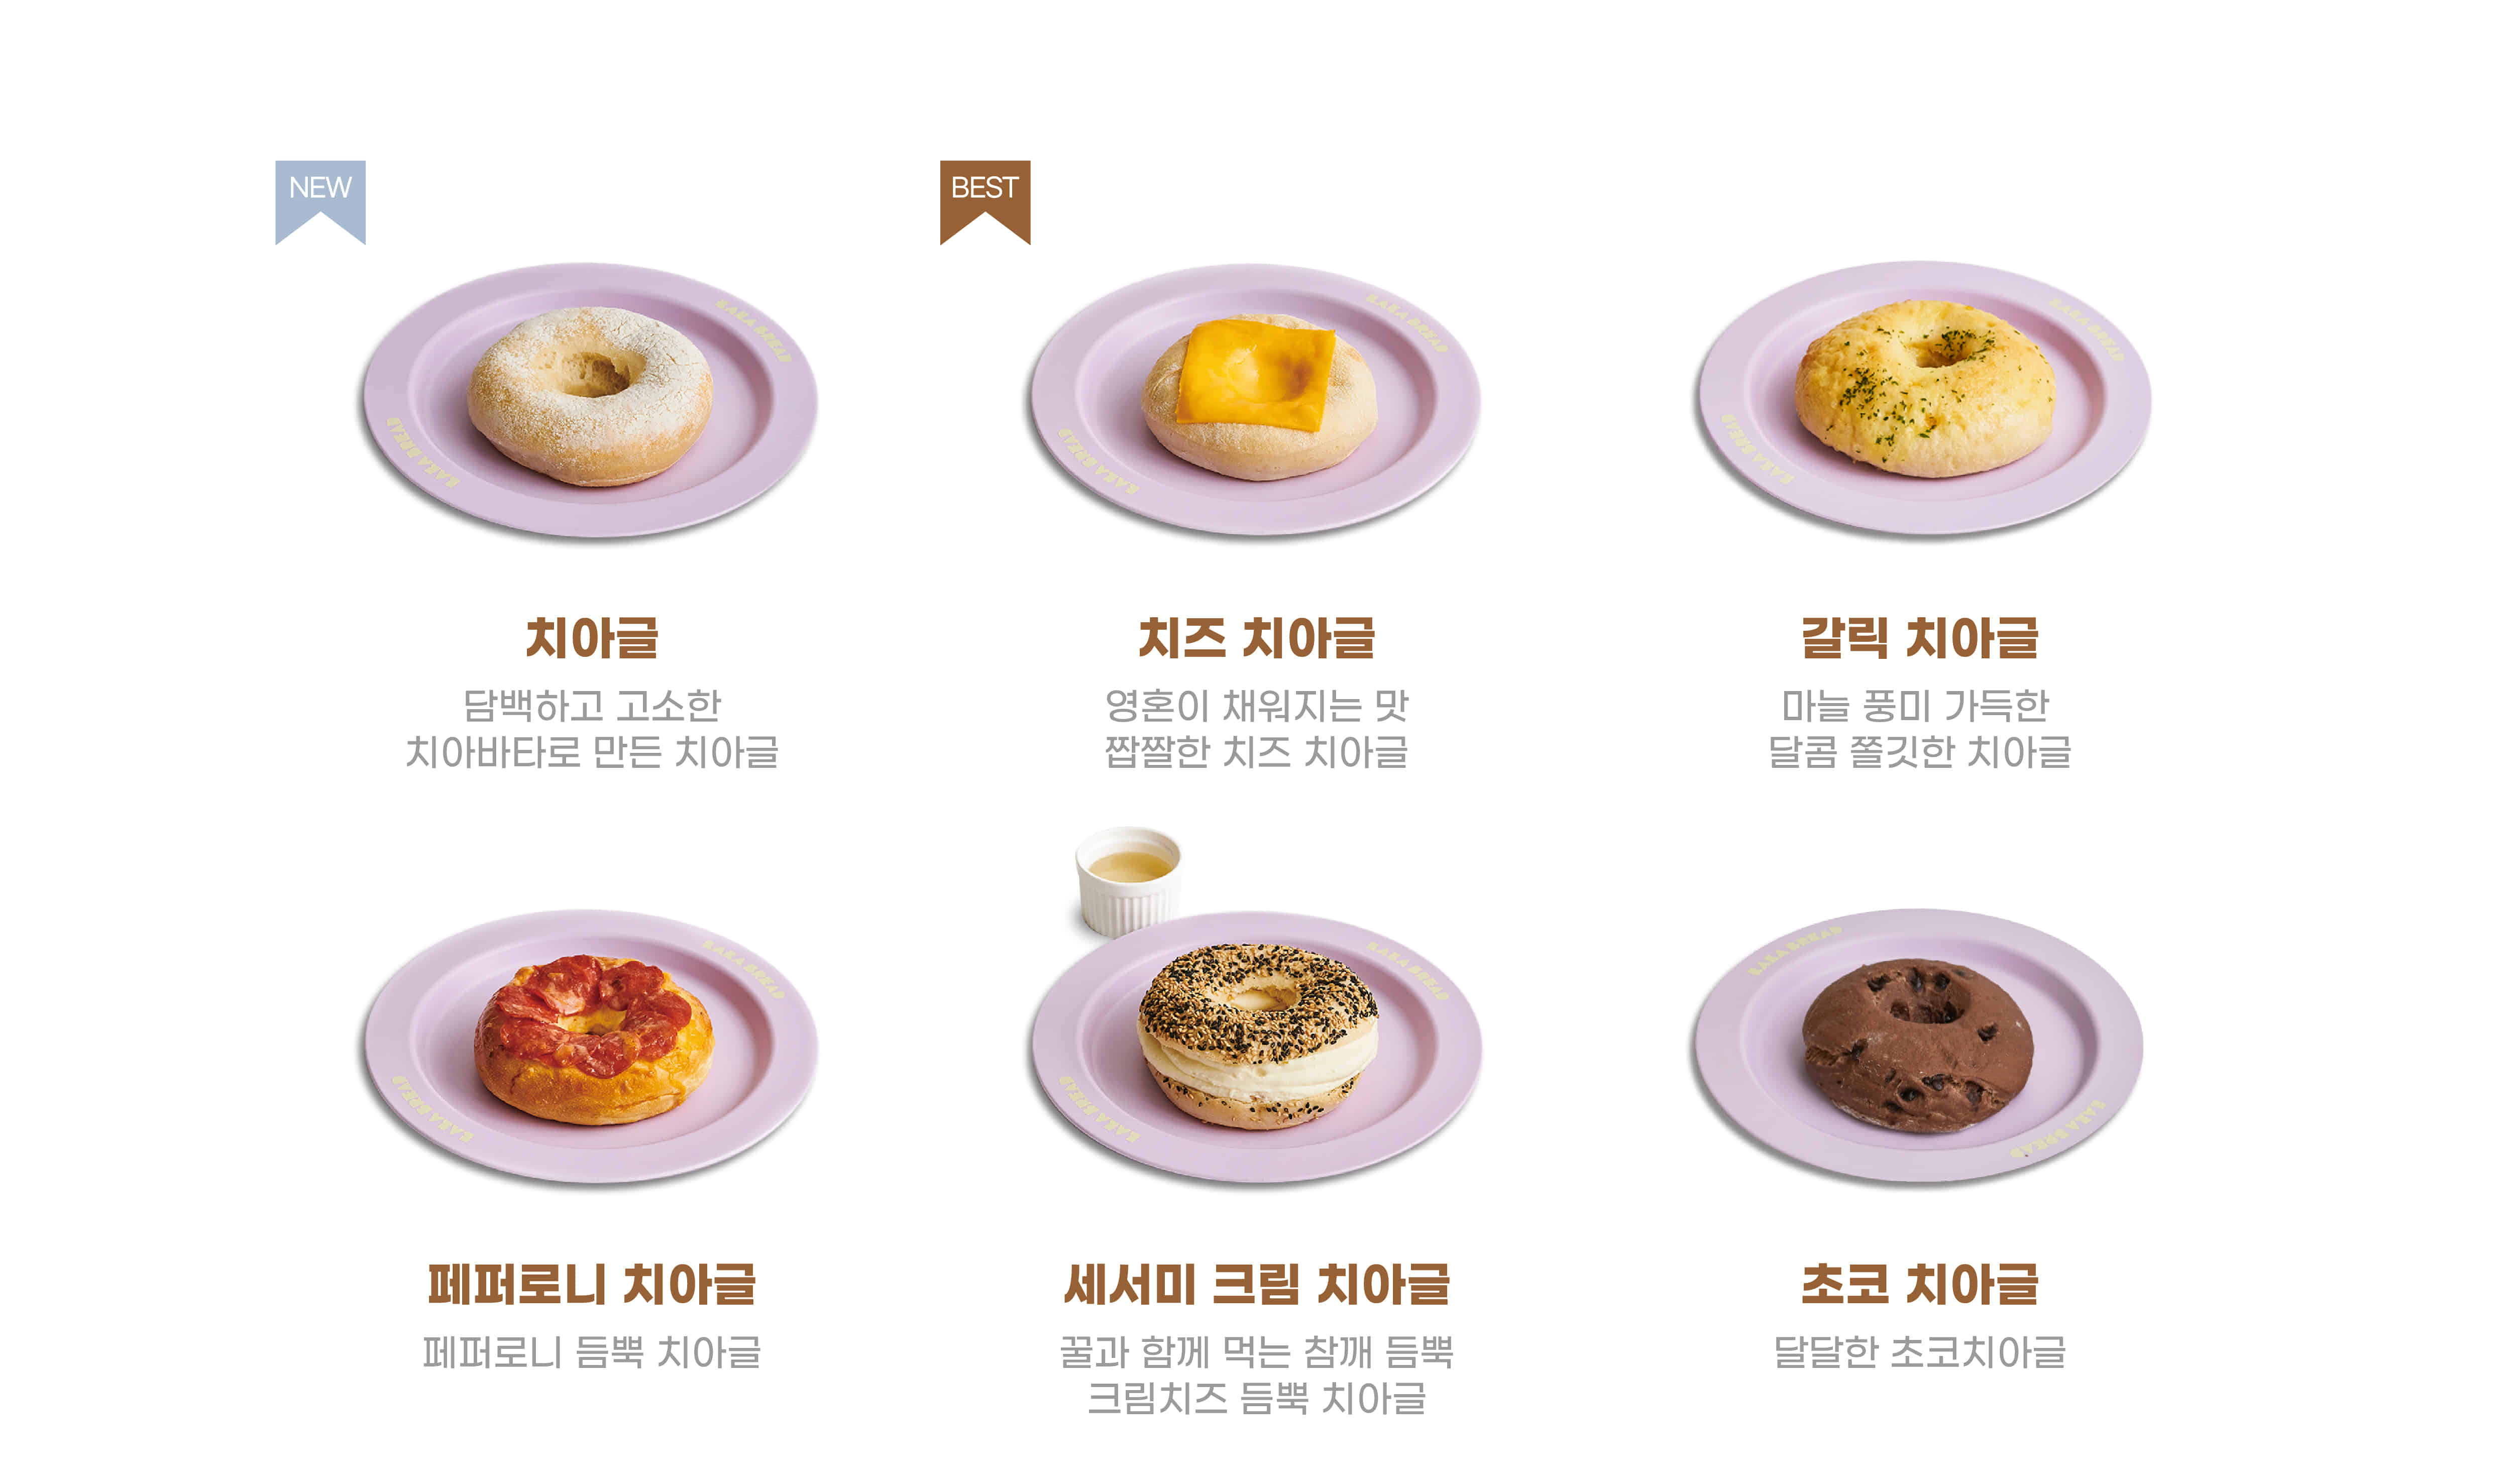 NEW
BEST
치아글
치즈 치아글
갈릭 치아글
담백하고 고소한
치아바타로 만든 치아글
영혼이 채워지는 맛
짭짤한 치즈 치아글
마늘 풍미 가득한
달콤 쫄깃한 치아글
페퍼로니 치아글
세서미 크림 치아글
초코 치아글
페퍼로니 듬뿍 치아글
꿀과 함께 먹는 참깨 듬뿍
크림치즈 듬뿍 치아글
달달한 초코치아글